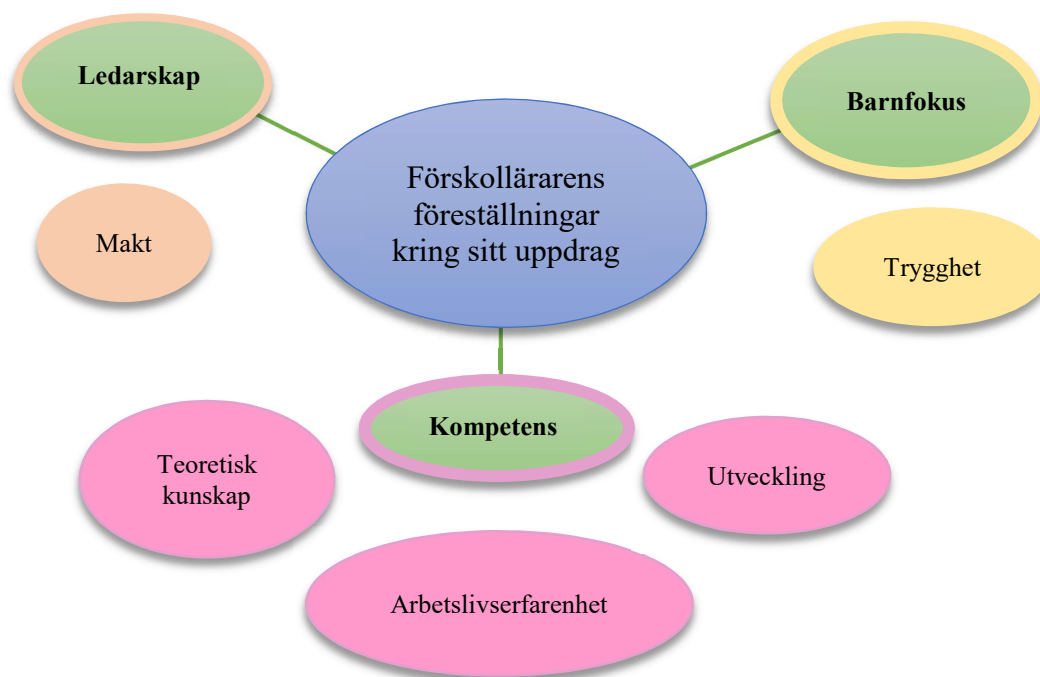 Ledarskap
Barnfokus
Förskollärarens
föreställningar
kring sitt uppdrag
Makt
Trygghet
Kompetens
Teoretisk
kunskap
Utveckling
Arbetslivserfarenhet